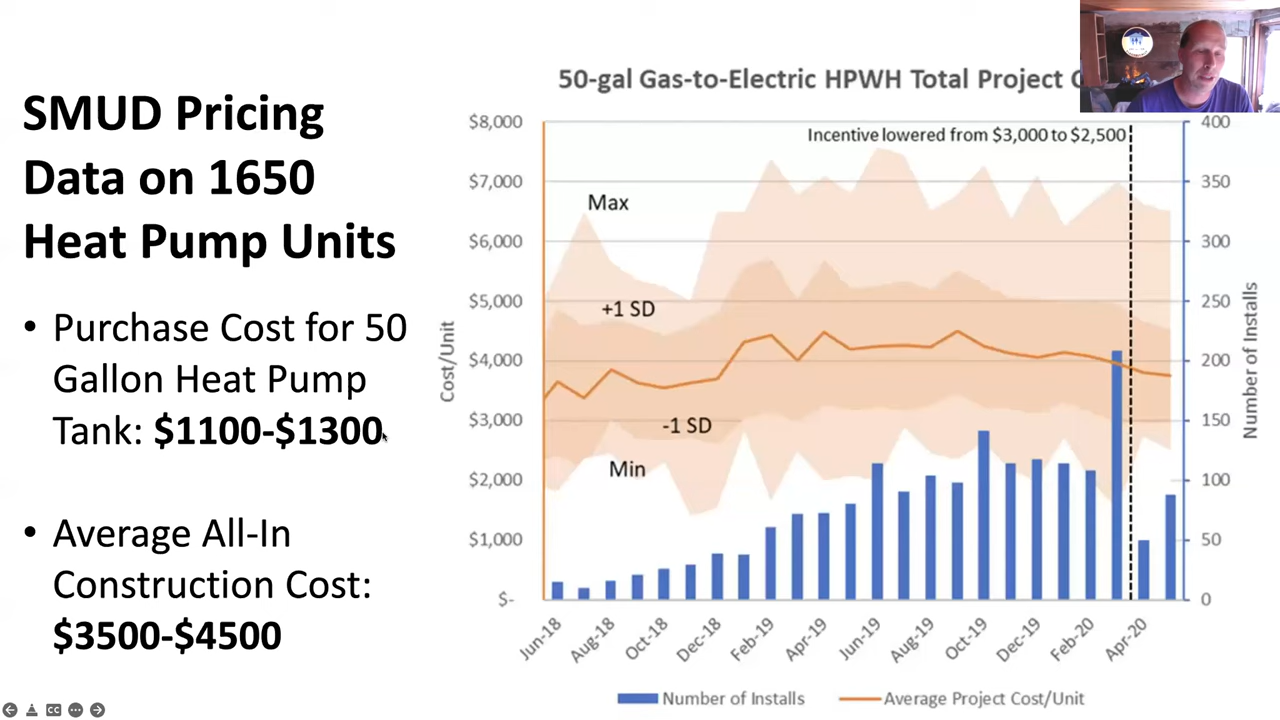 SMUD Pricing
Data on 1650
Heat Pump Units
• Purchase Cost for 50
Gallon Heat Pump
Tank: $1100-$1300
• Average All-In
Construction Cost:
$3500-$4500
50-gal Gas-to-Electric HPWH Total Project
Incentive lowered from $3,000 to $2,500
$8,000
$7,000
$6,000
$5,000
$4,000
$3,000
$2,000
$1,000
$-
Cost/Unit
Max
+1 SD
-1 SD
Min
400
350
300
250
200
150
100
50
0
Number of Installs
Jun-18
Aug-18
Oct-18
Dec-18
Feb-19
Apr-19
Jun-19
Aug-19
Oct-19
Dec-19
Feb-20
Apr-20
Number of Installs
Average Project Cost/Unit
CC